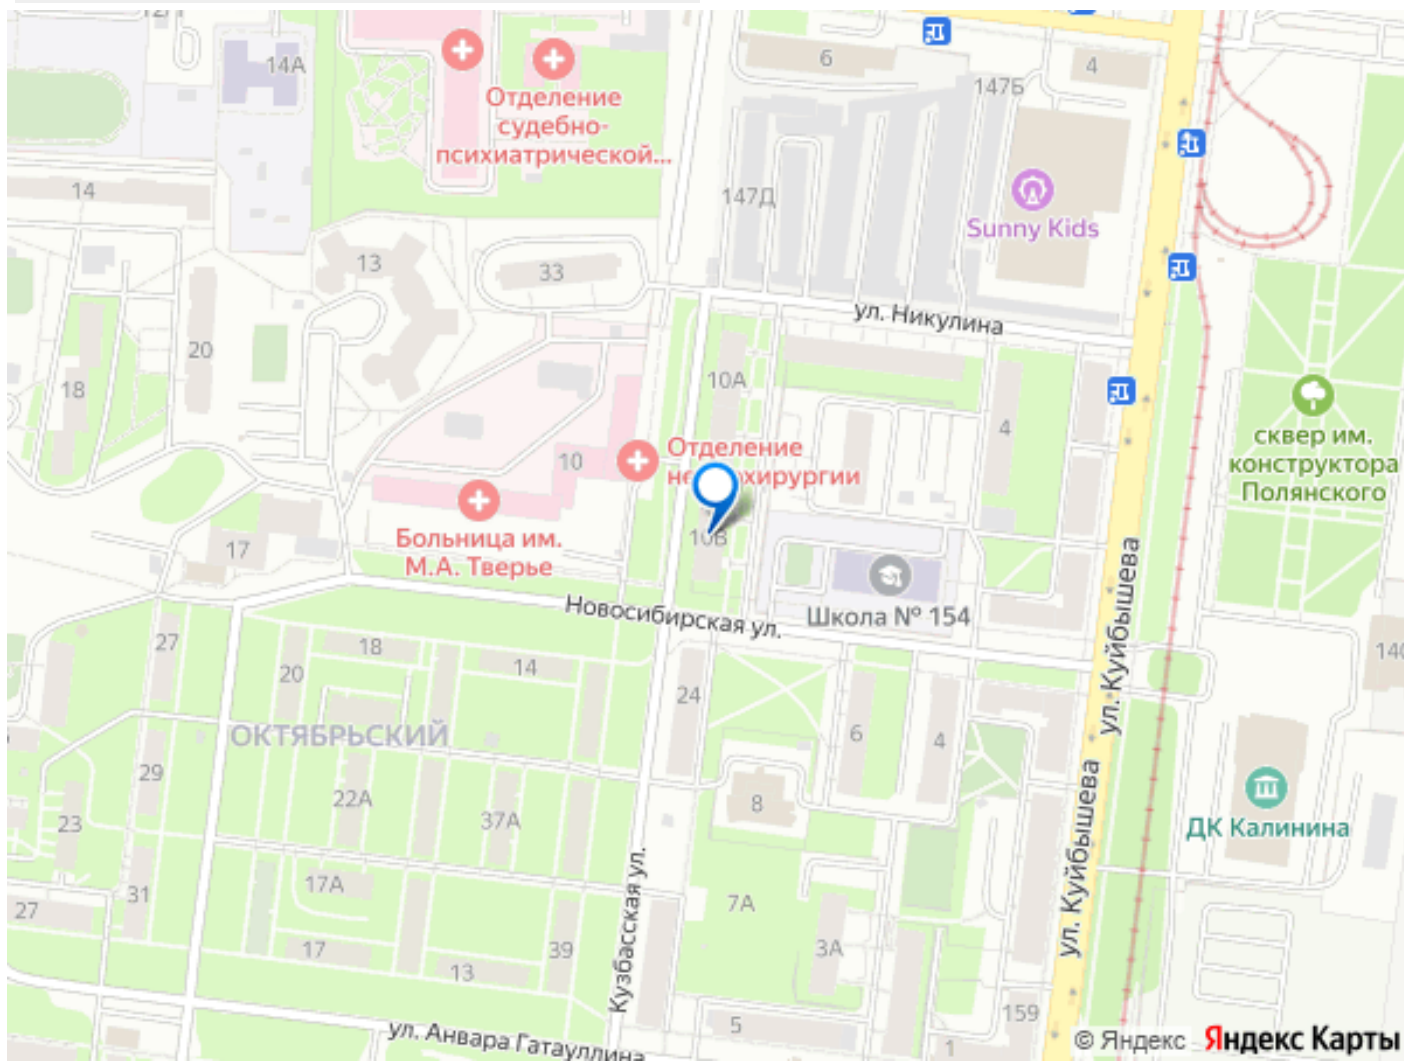 14А
6
4
147Б
Отделение
судебно-
психиатрической...
14
147Д
Sunny Kids
13
33
ул. Никулина
20
18
10А
4
сквер им.
конструктора
Полянского
Отделение
10
Больница им.
М.А. Тверье
17
10В
Школа № 154
Новосибирская ул.
ул. Куйбышева
27
18
14
20
24
6
4
ОКТЯБРЬСКИЙ
29
22А
37А
23
8
ДК Калинина
ул. Куйбышева
17А
31
27
7А
Кузбасская ул.
17
39
13
3А
159
5
1
ул. Анвара Гатауллина
© Яндекс Яндекс Карты